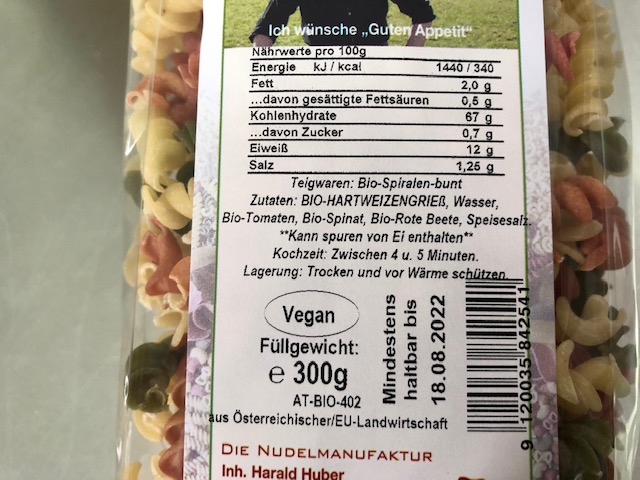 Ich wünsche „Guten Appetit“
Nährwerte pro 100g
Energie kJ / kcal 1440 / 340
Fett 2,0 g
...davon gesättigte Fettsäuren 0,5 g
Kohlenhydrate 67 g
...davon Zucker 0,7 g
Eiweiß 12 g
Salz 1,25 g
Teigwaren: Bio-Spiralen-bunt
Zutaten: BIO-HARTWEIZENGRIEß, Wasser,
Bio-Tomaten, Bio-Spinat, Bio-Rote Beete, Speisesalz.
**Kann spuren von Ei enthalten**
Kochzeit: Zwischen 4 u. 5 Minuten.
Lagerung: Trocken und vor Wärme schützen.
Vegan
Füllgewicht:
e 300g
AT-BIO-402
aus Österreichischer/EU-Landwirtschaft
Mindestens
haltbar bis
18.08.2022
9 120035 842541
DIE NUDELMANUFAKTUR
Inh. Harald Huber